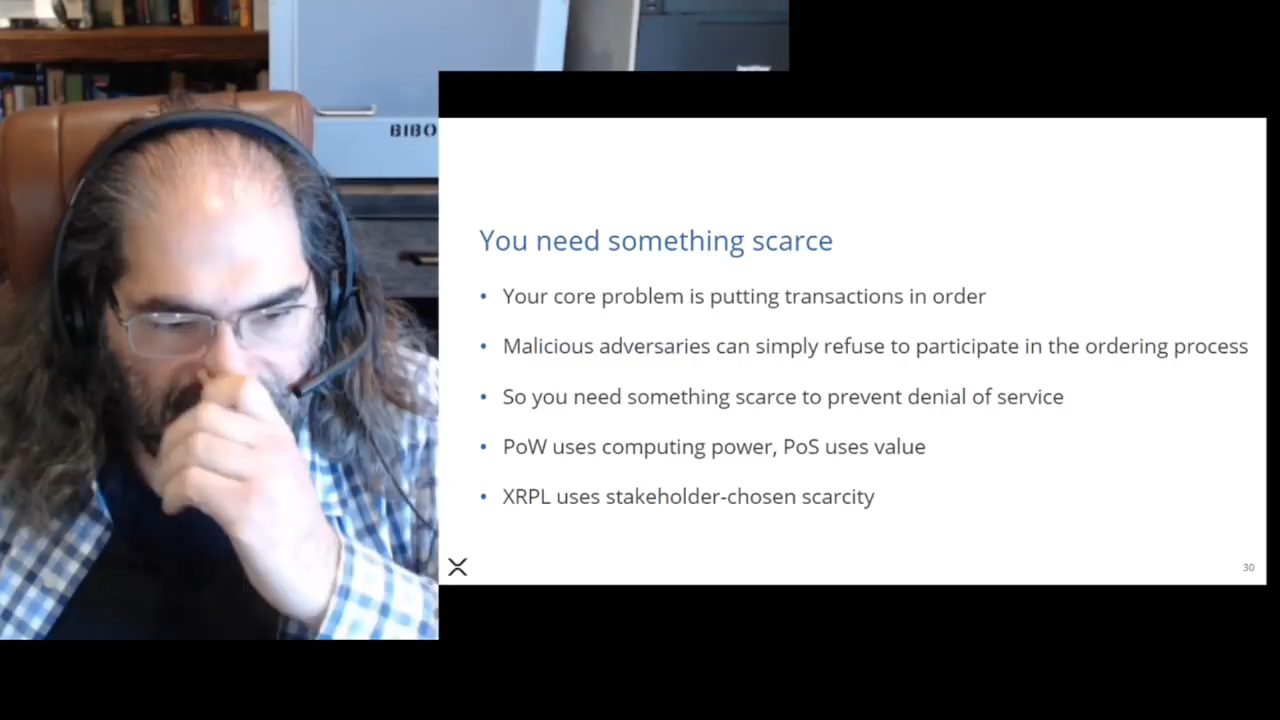 BIBO
You need something scarce
• Your core problem is putting transactions in order
• Malicious adversaries can simply refuse to participate in the ordering process
• So you need something scarce to prevent denial of service
• PoW uses computing power, PoS uses value
• XRPL uses stakeholder-chosen scarcity
30